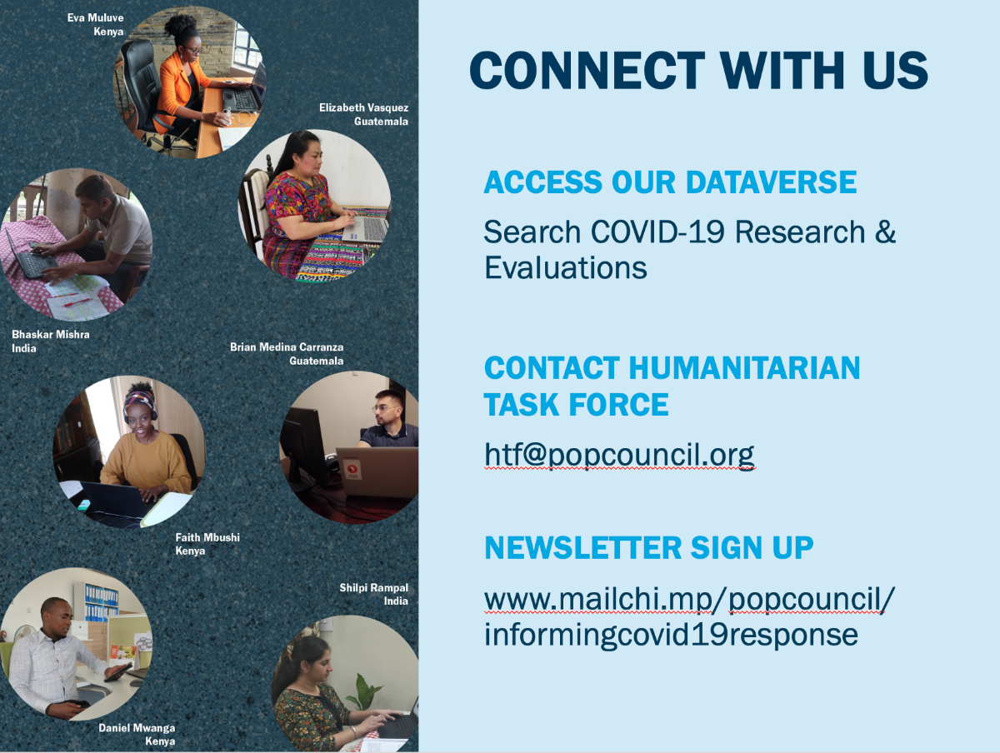 Eva Muluve
Kenya
Elizabeth Vasquez
Guatemala
Bhaskar Mishra
India
Brian Medina Carranza
Guatemala
Faith Mbushi
Kenya
Shilpi Rampal
India
Daniel Mwanga
Kenya
CONNECT WITH US
ACCESS OUR DATAVERSE
Search COVID-19 Research &
Evaluations
CONTACT HUMANITARIAN
TASK FORCE
htf@popcouncil.org
NEWSLETTER SIGN UP
www.mailchi.mp/popcouncil/
informingcovid19response